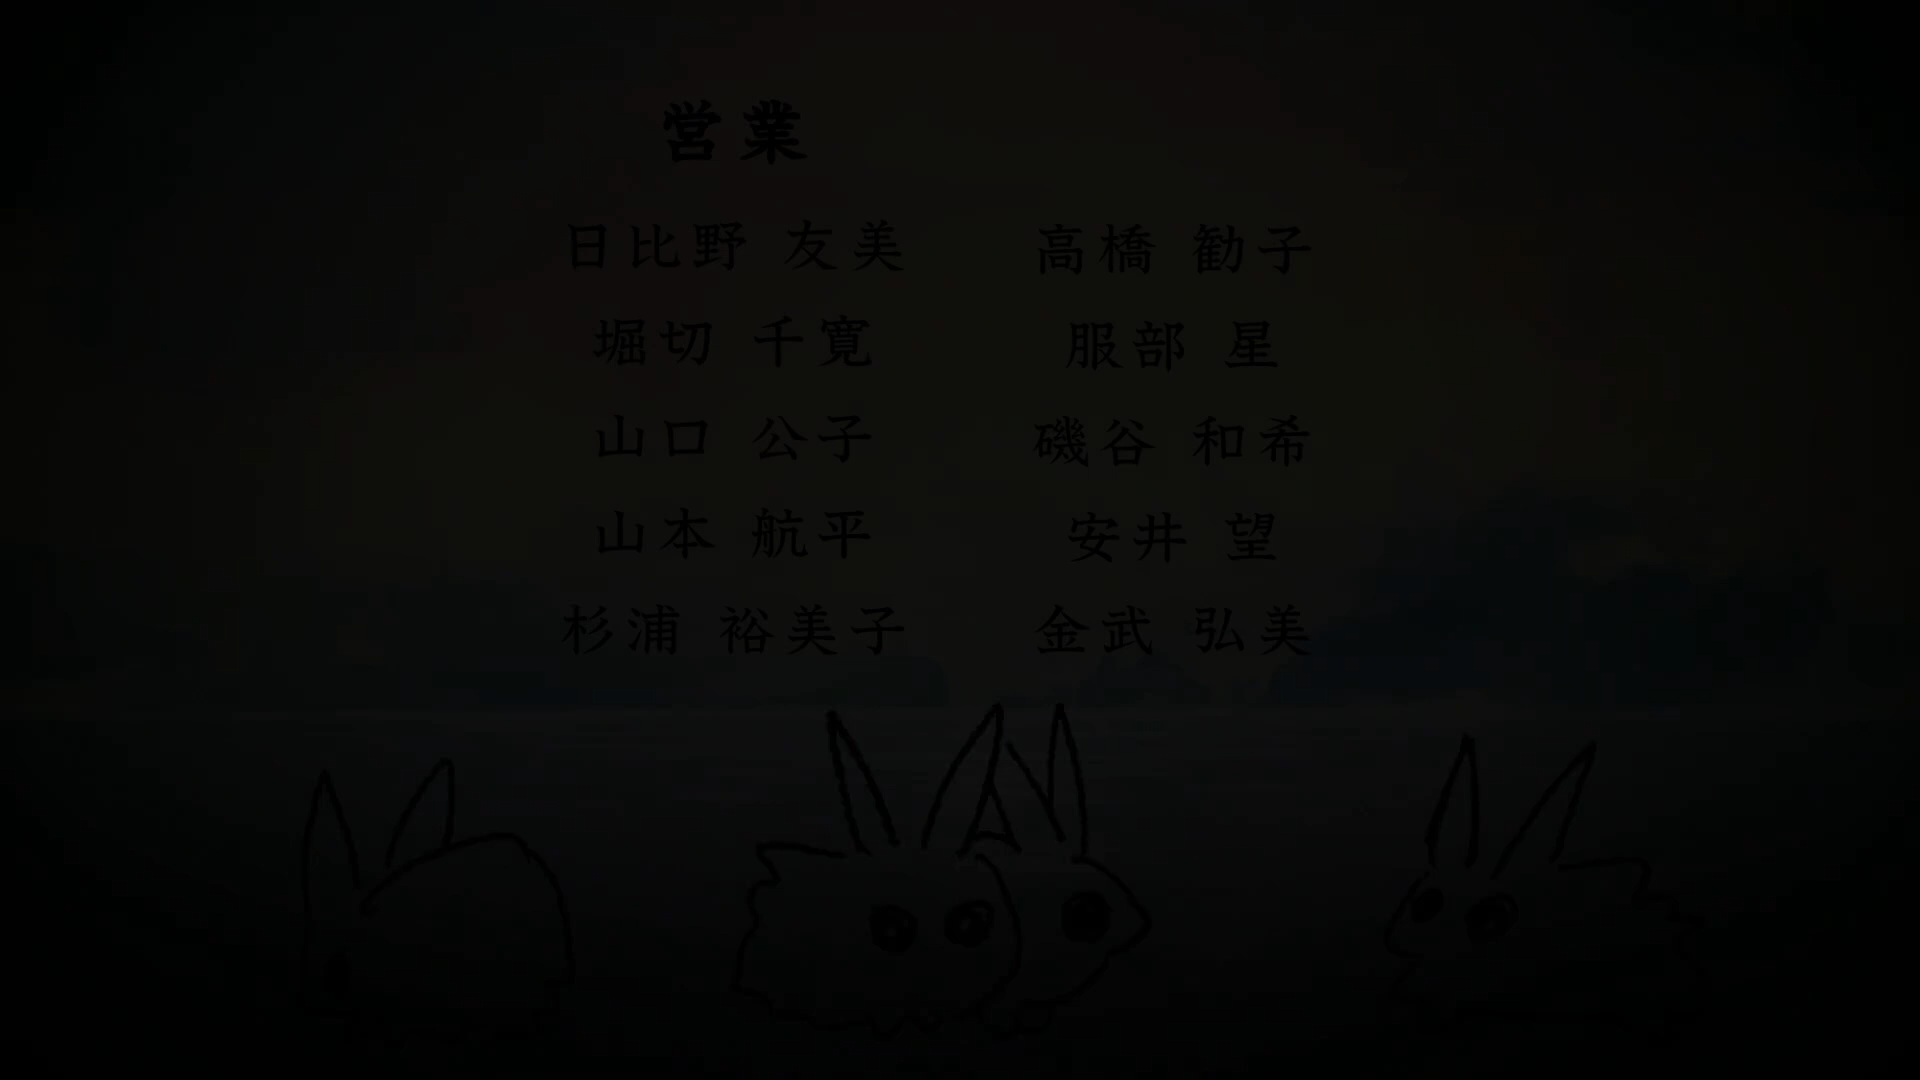 営業
日比野 友美 高橋 勧子
堀切 千寛 服部 星
山口 公子 磯谷 和希
山本 航平 安井 望
杉浦 裕美子 金武 弘美